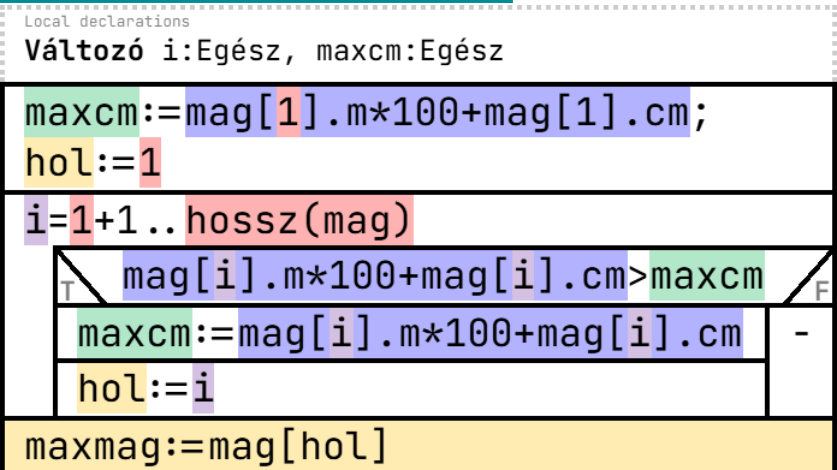 Local declarations
Változó i:Egész, maxcm:Egész
maxcm:=mag[1].m*100+mag[1].cm;
hol:=1
i=1+1..hossz(mag)
T mag[i].m*100+mag[i].cm>maxcm F
maxcm:=mag[i].m*100+mag[i].cm -
hol:=i
maxmag:=mag[hol]